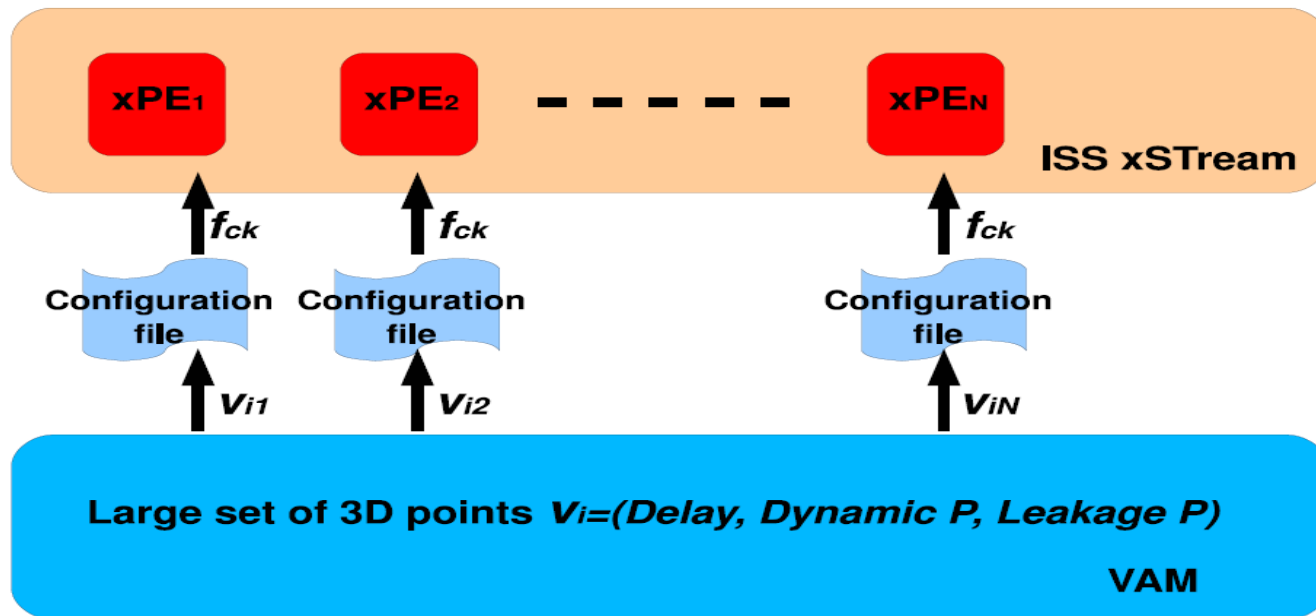 xPE1 xPE2 xPEN
ISS xSTream
fck fck fck
Configuration Configuration Configuration
file file file
vi1 vi2 viN
Large set of 3D points vi=(Delay, Dynamic P, Leakage P)
VAM